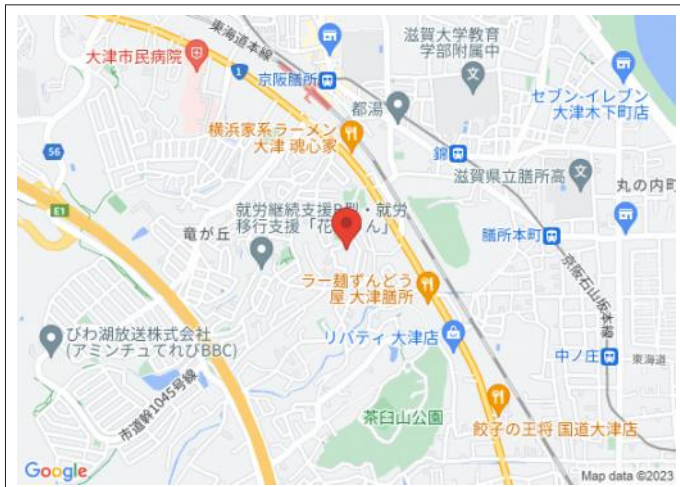 東海道本線
滋賀大学教育
学部附属中
大津市民病院
1
京阪膳所
セブン-イレブン
大津木下町店
都湯
横浜家系ラーメン
大津 魂心家
56
錦
滋賀県立膳所高
丸の内町
E1
就労継続支援B型・就労
移行支援「花 ん」
竜が丘
膳所本町
京阪石山坂本線
ラー麺ずんどう
屋 大津膳所
びわ湖放送株式会社
(アミンチュてれびBBC)
リバティ 大津店
中ノ庄
東海道
市道幹1045号線
茶臼山公園
餃子の王将 国道大津店
Google
Map data ©2023